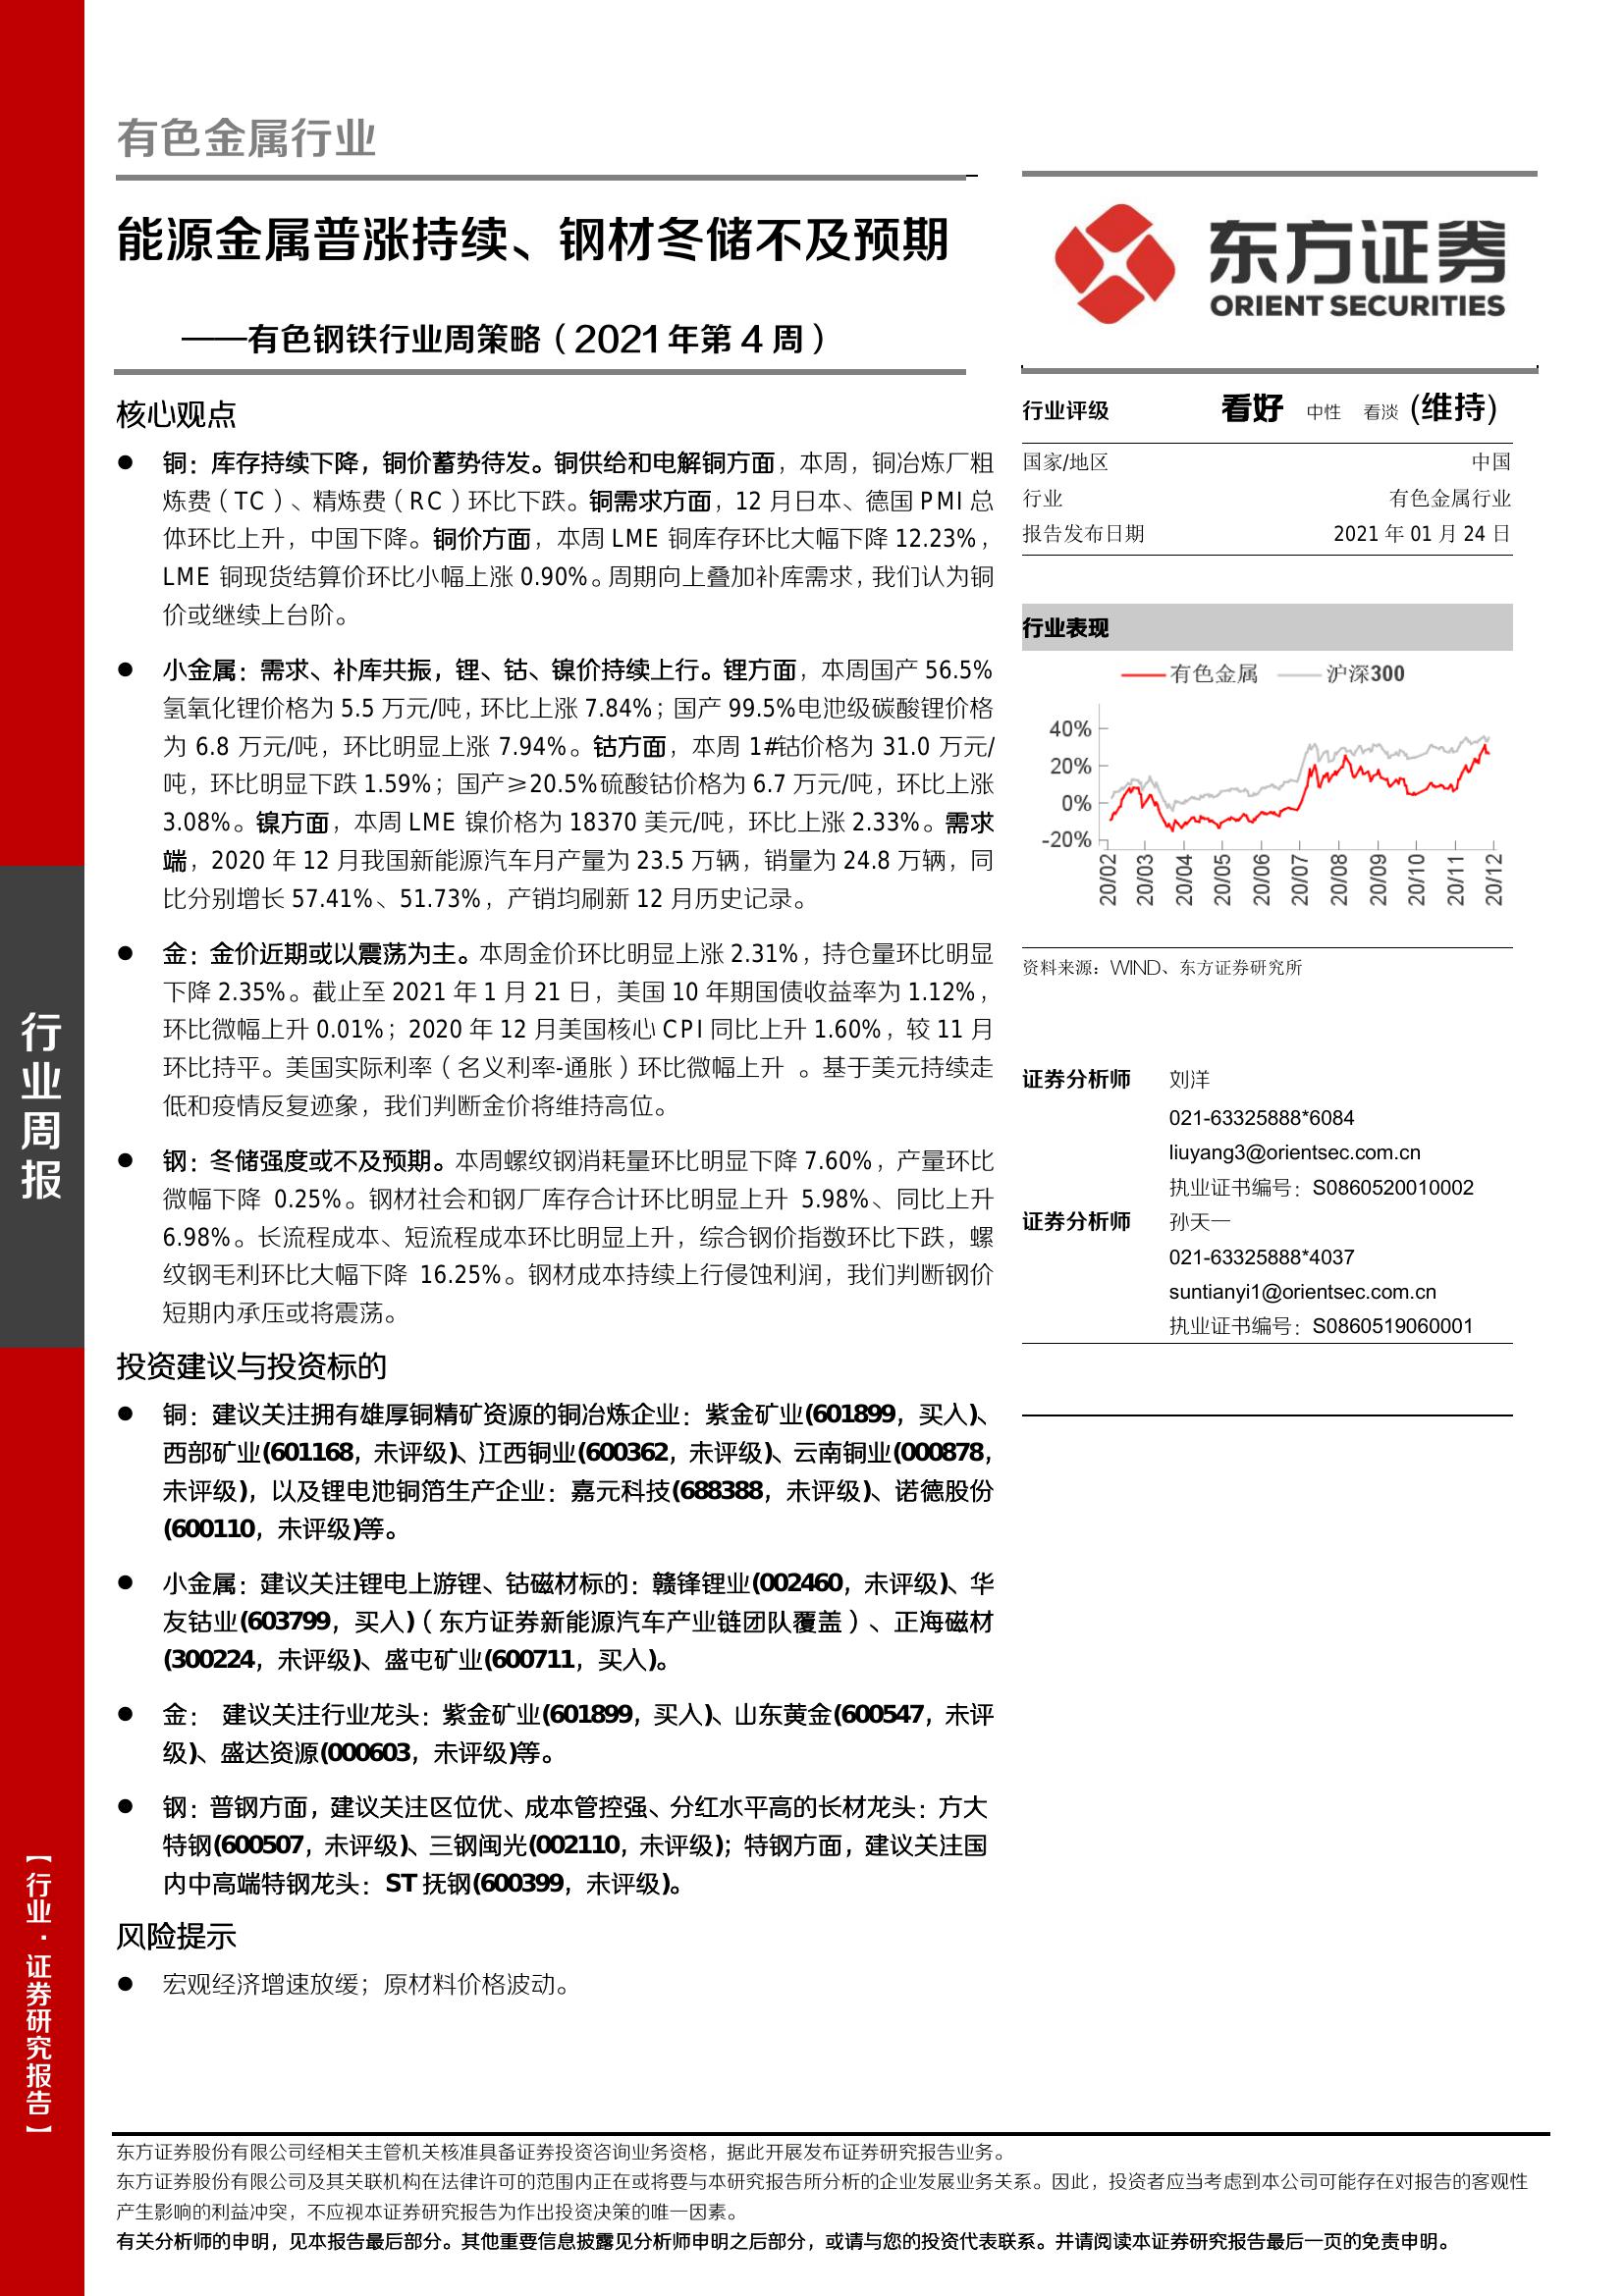 有色金属行业
能源金属普涨持续、钢材冬储不及预期
——有色钢铁行业周策略（2021年第 4 周）
核心观点
● 铜：库存持续下降，铜价蓄势待发。铜供给和电解铜方面，本周，铜冶炼厂粗
炼费（TC）、精炼费（RC）环比下跌。铜需求方面，12 月日本、德国 PMI 总
体环比上升，中国下降。铜价方面，本周 LME 铜库存环比大幅下降 12.23%，
LME 铜现货结算价环比小幅上涨 0.90%。周期向上叠加补库需求，我们认为铜
价或继续上台阶。
● 小金属：需求、补库共振，锂、钴、镍价持续上行。锂方面，本周国产 56.5%
氢氧化锂价格为 5.5 万元/吨，环比上涨 7.84%；国产 99.5%电池级碳酸锂价格
为 6.8 万元/吨，环比明显上涨 7.94%。钴方面，本周 1#钴价格为 31.0 万元/
吨，环比明显下跌 1.59%；国产≥20.5%硫酸钴价格为 6.7 万元/吨，环比上涨
3.08%。镍方面，本周 LME 镍价格为 18370 美元/吨，环比上涨 2.33%。需求
端，2020 年 12 月我国新能源汽车月产量为 23.5 万辆，销量为 24.8 万辆，同
比分别增长 57.41%、51.73%，产销均刷新 12 月历史记录。
● 金：金价近期或以震荡为主。本周金价环比明显上涨 2.31%，持仓量环比明显
下降 2.35%。截止至 2021 年 1 月 21 日，美国 10 年期国债收益率为 1.12%，
环比微幅上升 0.01%；2020 年 12 月美国核心 CPI 同比上升 1.60%，较 11 月
环比持平。美国实际利率（名义利率-通胀）环比微幅上升 。基于美元持续走
低和疫情反复迹象，我们判断金价将维持高位。
● 钢：冬储强度或不及预期。本周螺纹钢消耗量环比明显下降 7.60%，产量环比
微幅下降 0.25%。钢材社会和钢厂库存合计环比明显上升 5.98%、同比上升
6.98%。长流程成本、短流程成本环比明显上升，综合钢价指数环比下跌，螺
纹钢毛利环比大幅下降 16.25%。钢材成本持续上行侵蚀利润，我们判断钢价
短期内承压或将震荡。
投资建议与投资标的
● 铜：建议关注拥有雄厚铜精矿资源的铜冶炼企业：紫金矿业(601899，买入)、
西部矿业(601168，未评级)、江西铜业(600362，未评级)、云南铜业(000878，
未评级)，以及锂电池铜箔生产企业：嘉元科技(688388，未评级)、诺德股份
(600110，未评级)等。
● 小金属：建议关注锂电上游锂、钴磁材标的：赣锋锂业(002460，未评级)、华
友钴业(603799，买入)（东方证券新能源汽车产业链团队覆盖）、正海磁材
(300224，未评级)、盛屯矿业(600711，买入)。
● 金： 建议关注行业龙头：紫金矿业(601899，买入)、山东黄金(600547，未评
级)、盛达资源(000603，未评级)等。
● 钢：普钢方面，建议关注区位优、成本管控强、分红水平高的长材龙头：方大
特钢(600507，未评级)、三钢闽光(002110，未评级)；特钢方面，建议关注国
内中高端特钢龙头：ST 抚钢(600399，未评级)。
风险提示
● 宏观经济增速放缓；原材料价格波动。
东方证券
ORIENT SECURITIES
行业评级 看好 中性 看淡 (维持)
国家/地区 中国
行业 有色金属行业
报告发布日期 2021 年 01 月 24 日
行业表现
有色金属 沪深300
40%
20%
0%
-20%
20/02 20/03 20/04 20/05 20/06 20/07 20/08 20/09 20/10 20/11 20/12
资料来源：WIND、东方证券研究所
证券分析师 刘洋
021-63325888*6084
liuyang3@orientsec.com.cn
执业证书编号：S0860520010002
证券分析师 孙天一
021-63325888*4037
suntianyi1@orientsec.com.cn
执业证书编号：S0860519060001
行业周报
【行业·证券研究报告】
东方证券股份有限公司经相关主管机关核准具备证券投资咨询业务资格，据此开展发布证券研究报告业务。
东方证券股份有限公司及其关联机构在法律许可的范围内正在或将要与本研究报告所分析的企业发展业务关系。因此，投资者应当考虑到本公司可能存在对报告的客观性
产生影响的利益冲突，不应视本证券研究报告为作出投资决策的唯一因素。
有关分析师的申明，见本报告最后部分。其他重要信息披露见分析师申明之后部分，或请与您的投资代表联系。并请阅读本证券研究报告最后一页的免责申明。